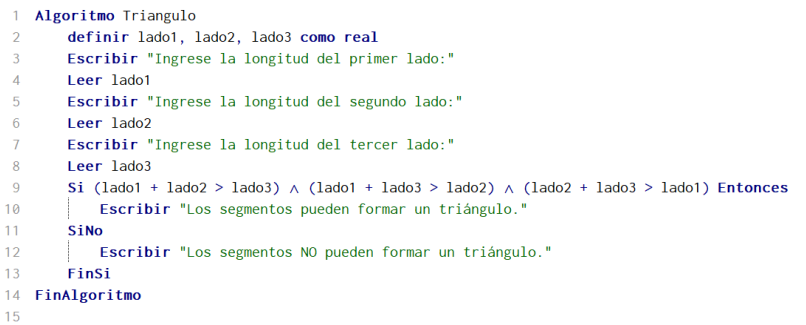 1 Algoritmo Triangulo
2 definir lado1, lado2, lado3 como real
3 Escribir "Ingrese la longitud del primer lado:"
4 Leer lado1
5 Escribir "Ingrese la longitud del segundo lado:"
6 Leer lado2
7 Escribir "Ingrese la longitud del tercer lado:"
8 Leer lado3
9 Si (lado1 + lado2 > lado3) ∧ (lado1 + lado3 > lado2) ∧ (lado2 + lado3 > lado1) Entonces
10 Escribir "Los segmentos pueden formar un triángulo."
11 SiNo
12 Escribir "Los segmentos NO pueden formar un triángulo."
13 FinSi
14 FinAlgoritmo
15